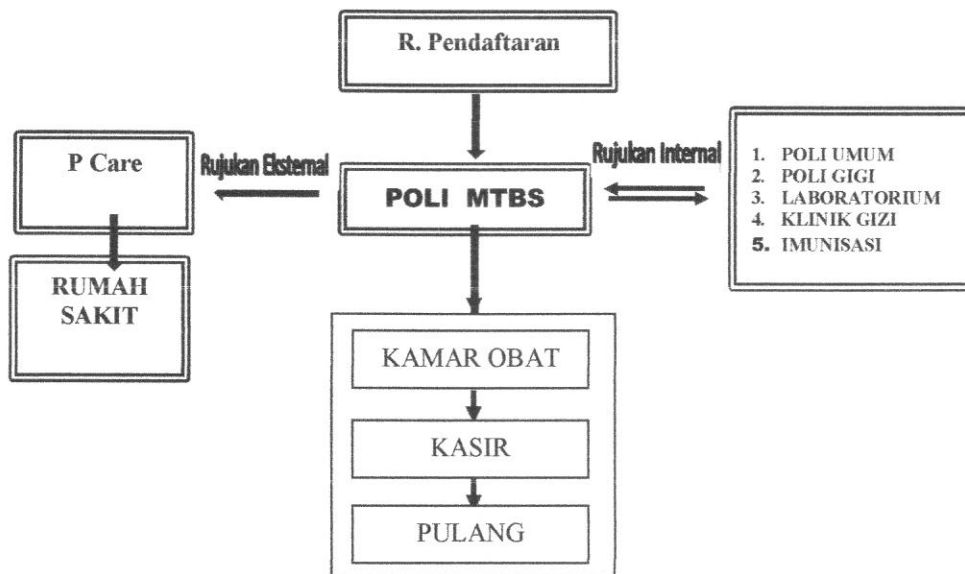 R. Pendaftaran
P Care
Rujukan Eksternal
POLI MTBS
Rujukan Internal
1. POLI UMUM
2. POLI GIGI
3. LABORATORIUM
4. KLINIK GIZI
5. IMUNISASI
RUMAH
SAKIT
KAMAR OBAT
KASIR
PULANG